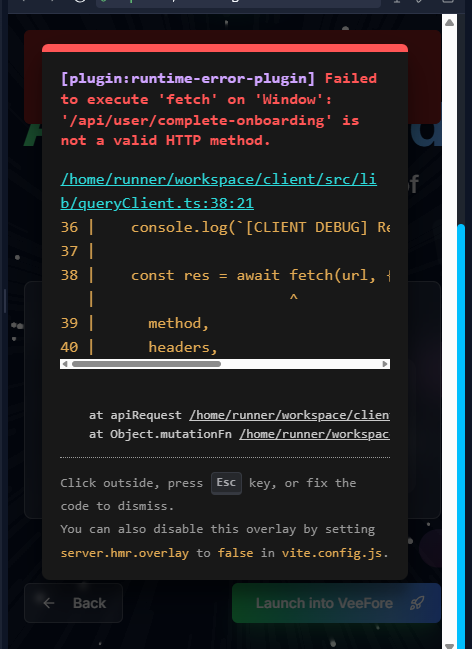 [plugin:runtime-error-plugin] Failed
to execute 'fetch' on 'Window':
'/api/user/complete-onboarding' is
not a valid HTTP method.
/home/runner/workspace/client/src/li
b/queryClient.ts:38:21
36 |    console.log(`[CLIENT DEBUG] Re
37 |
38 |    const res = await fetch(url, {
|                      ^
39 |      method,
40 |      headers,
at apiRequest /home/runner/workspace/clien
at Object.mutationFn /home/runner/workspac
Click outside, press Esc key, or fix the
code to dismiss.
You can also disable this overlay by setting
server.hmr.overlay to false in vite.config.js.
Back
Launch into VeeFore